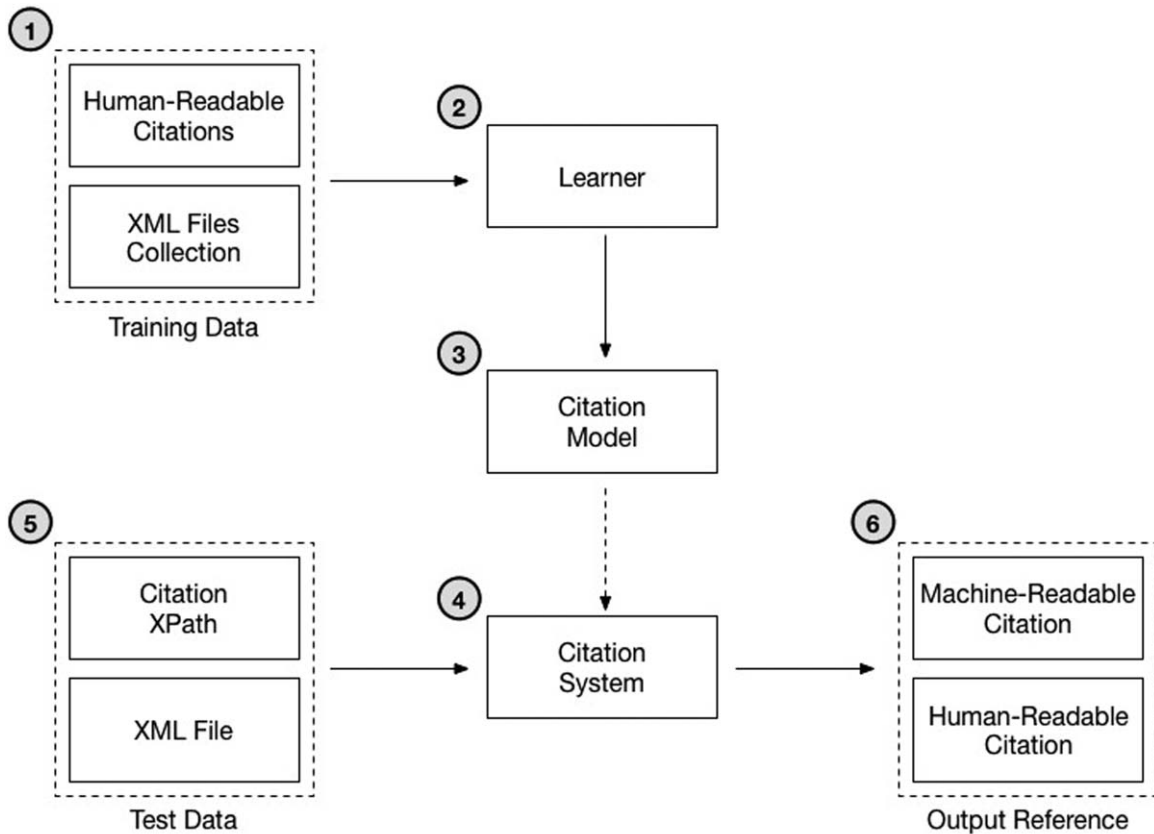 1
Human-Readable
Citations
XML Files
Collection
Training Data
2
Learner
3
Citation
Model
4
Citation
System
5
Citation
XPath
XML File
Test Data
6
Machine-Readable
Citation
Human-Readable
Citation
Output Reference